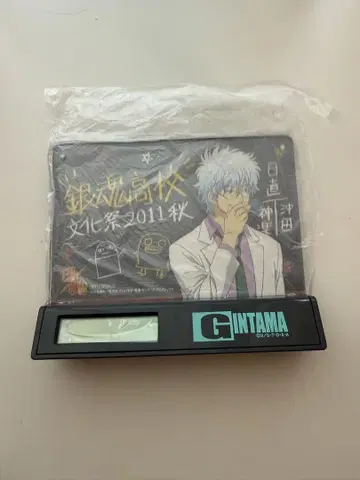 銀魂高校
文化祭2011秋
日直
沖田
神楽
GINTAMA